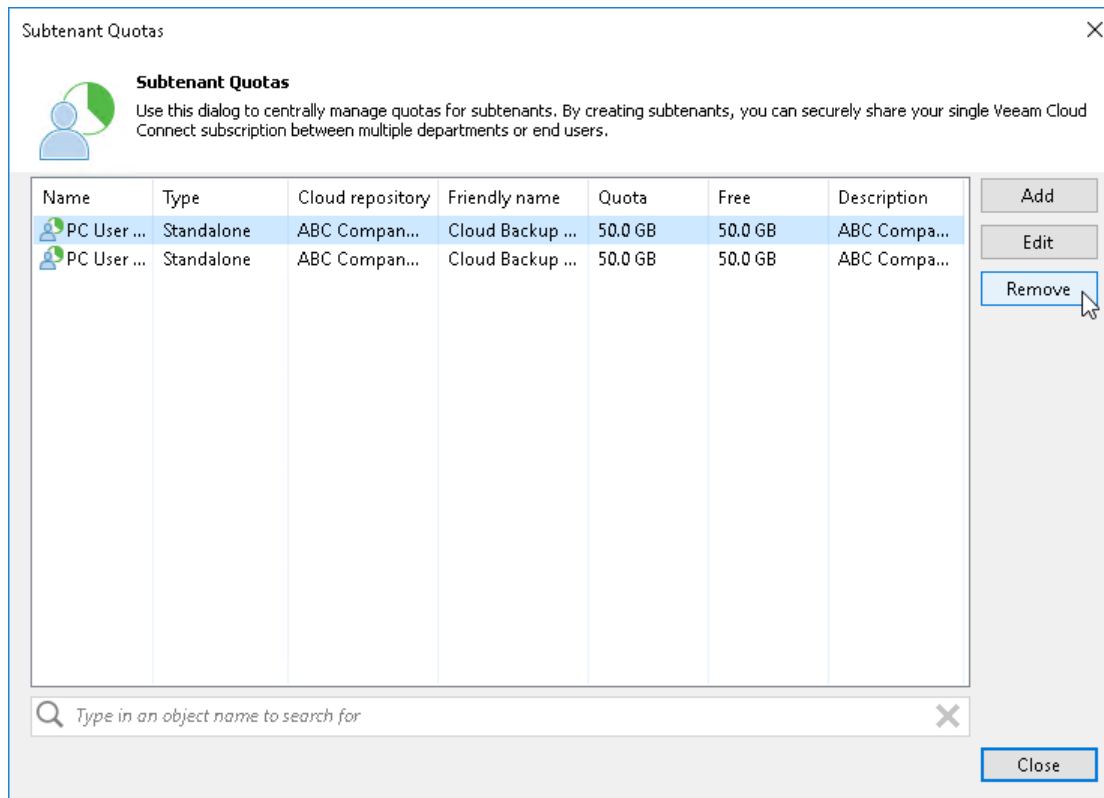 Subtenant Quotas
Subtenant Quotas
Use this dialog to centrally manage quotas for subtenants. By creating subtenants, you can securely share your single Veeam Cloud
Connect subscription between multiple departments or end users.
Name Type Cloud repository Friendly name Quota Free Description
PC User ... Standalone ABC Compan... Cloud Backup ... 50.0 GB 50.0 GB ABC Compa...
PC User ... Standalone ABC Compan... Cloud Backup ... 50.0 GB 50.0 GB ABC Compa...
Add
Edit
Remove
Type in an object name to search for
Close